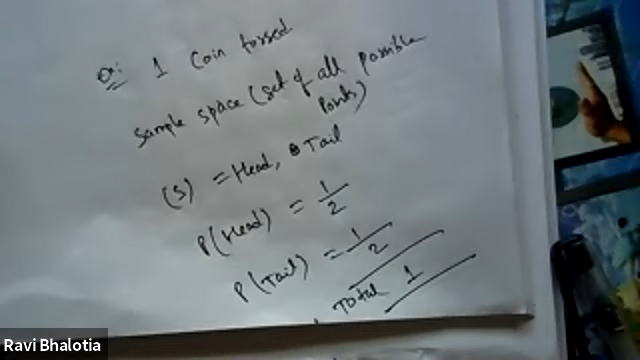 Ex: 1 Coin tossed
Sample space (set of all possible
Points)
(S) = Head, Tail
P(Head) = 1/2
P(Tail) = 1/2
Total 1
Ravi Bhalotia